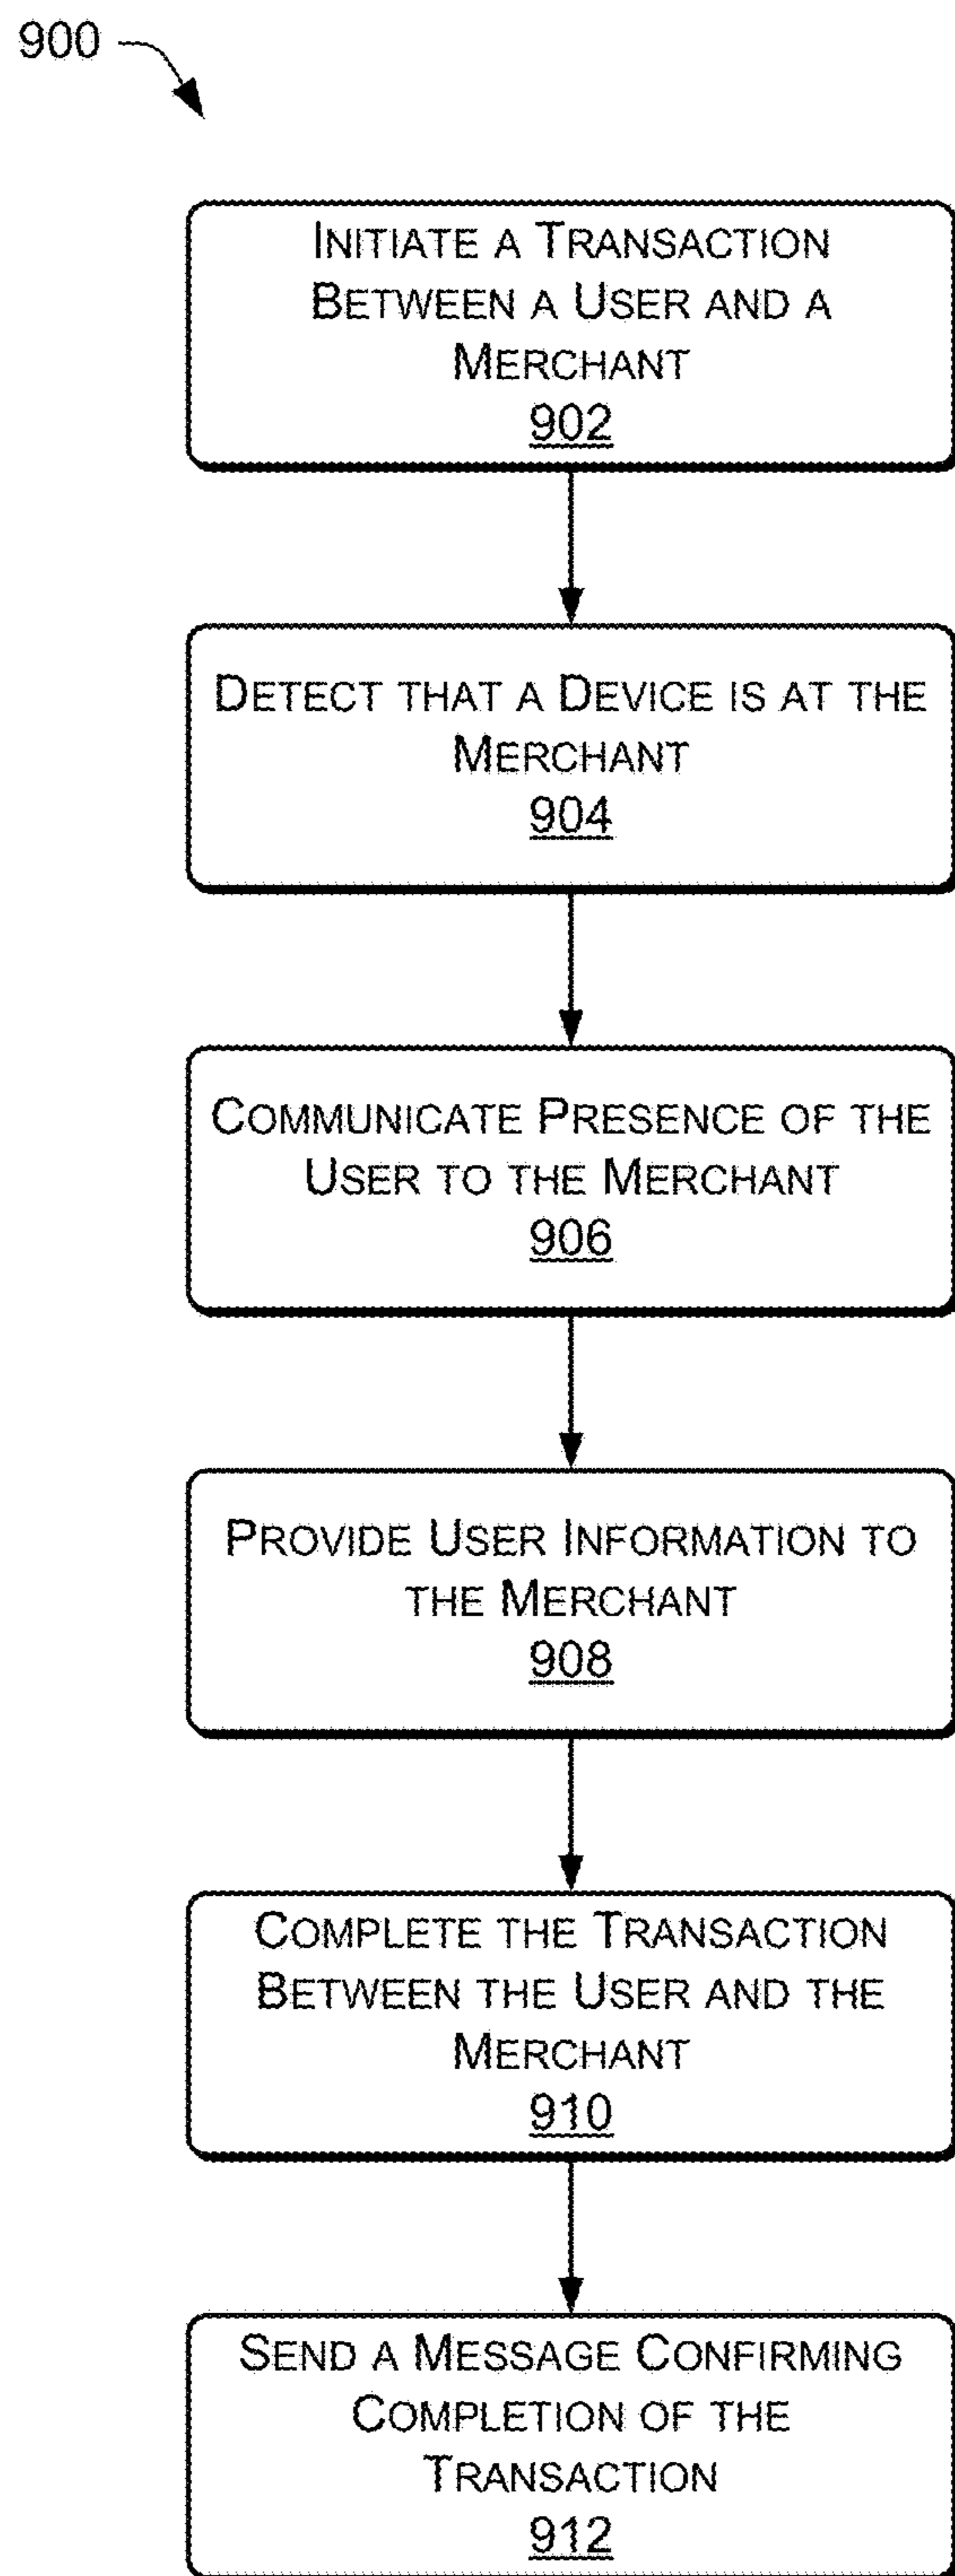 900
INITIATE A TRANSACTION
BETWEEN A USER AND A
MERCHANT
902
DETECT THAT A DEVICE IS AT THE
MERCHANT
904
COMMUNICATE PRESENCE OF THE
USER TO THE MERCHANT
906
PROVIDE USER INFORMATION TO
THE MERCHANT
908
COMPLETE THE TRANSACTION
BETWEEN THE USER AND THE
MERCHANT
910
SEND A MESSAGE CONFIRMING
COMPLETION OF THE
TRANSACTION
912